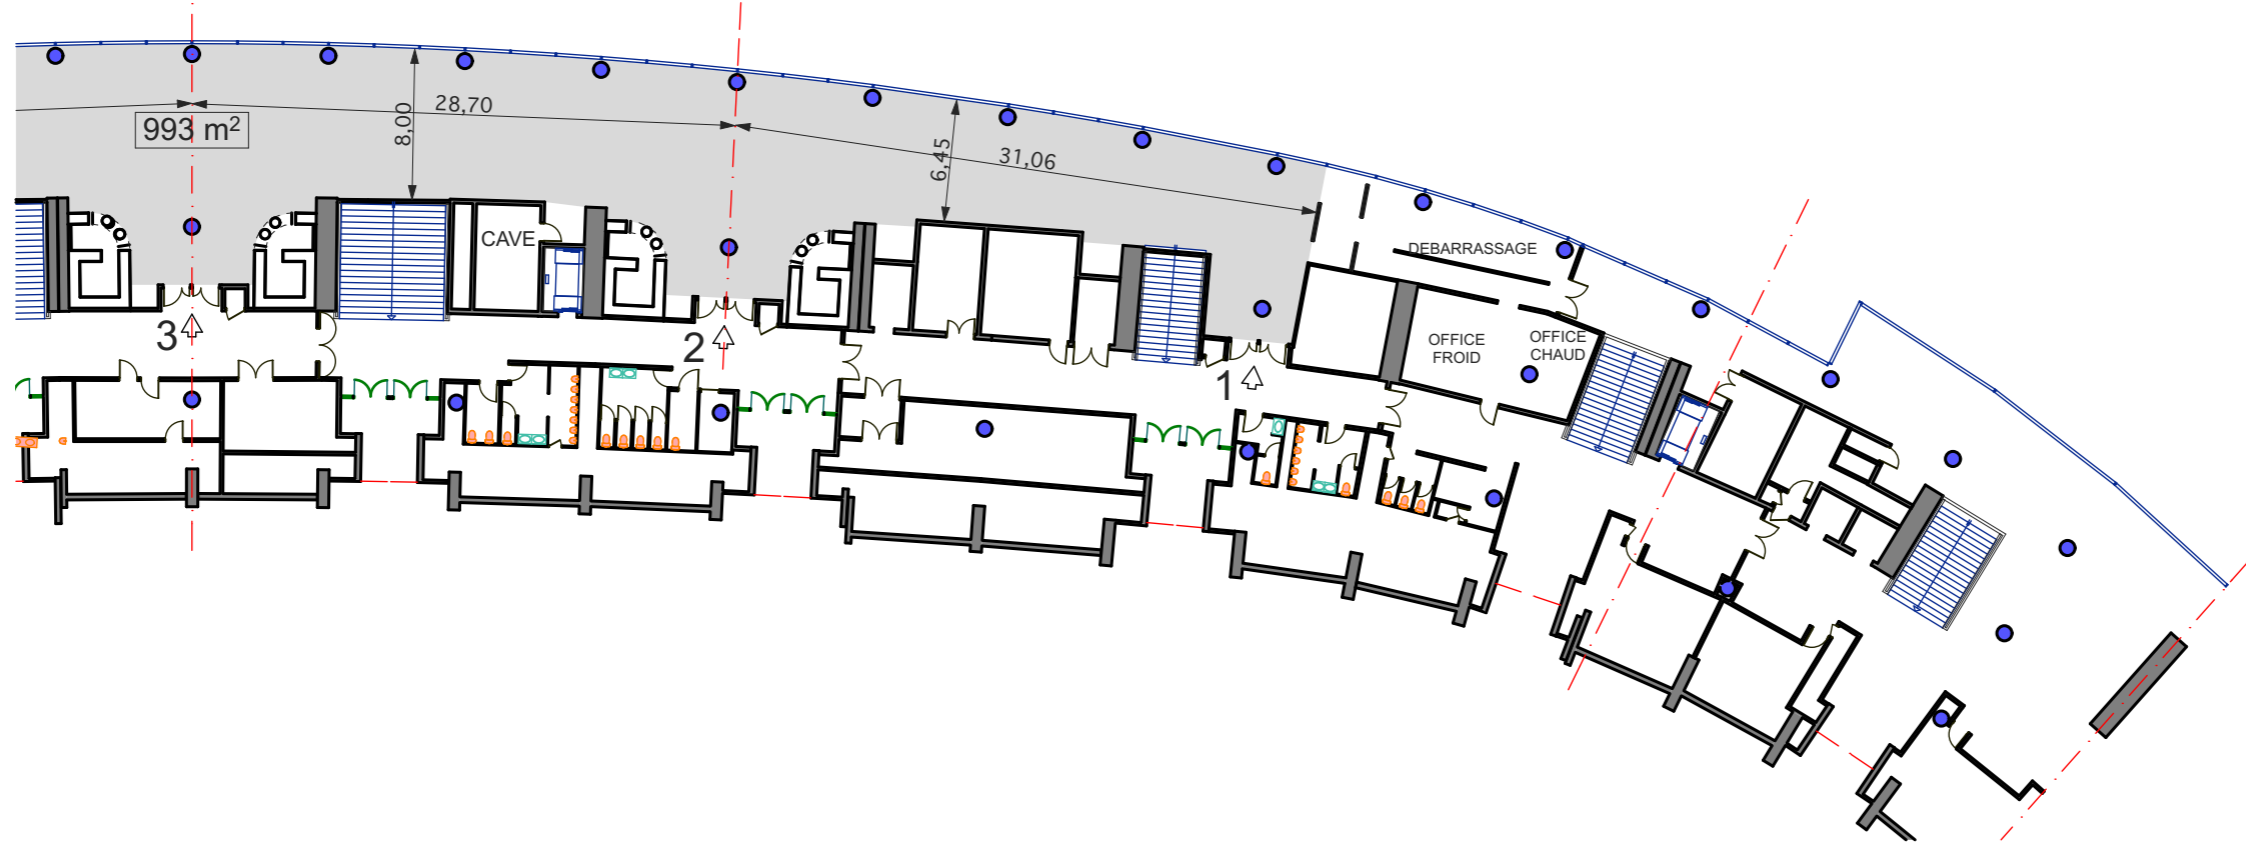 28,70
993 m²
8,00
6,45
31,06
CAVE
DEBARRASSAGE
3
2
1
OFFICE
FROID
OFFICE
CHAUD